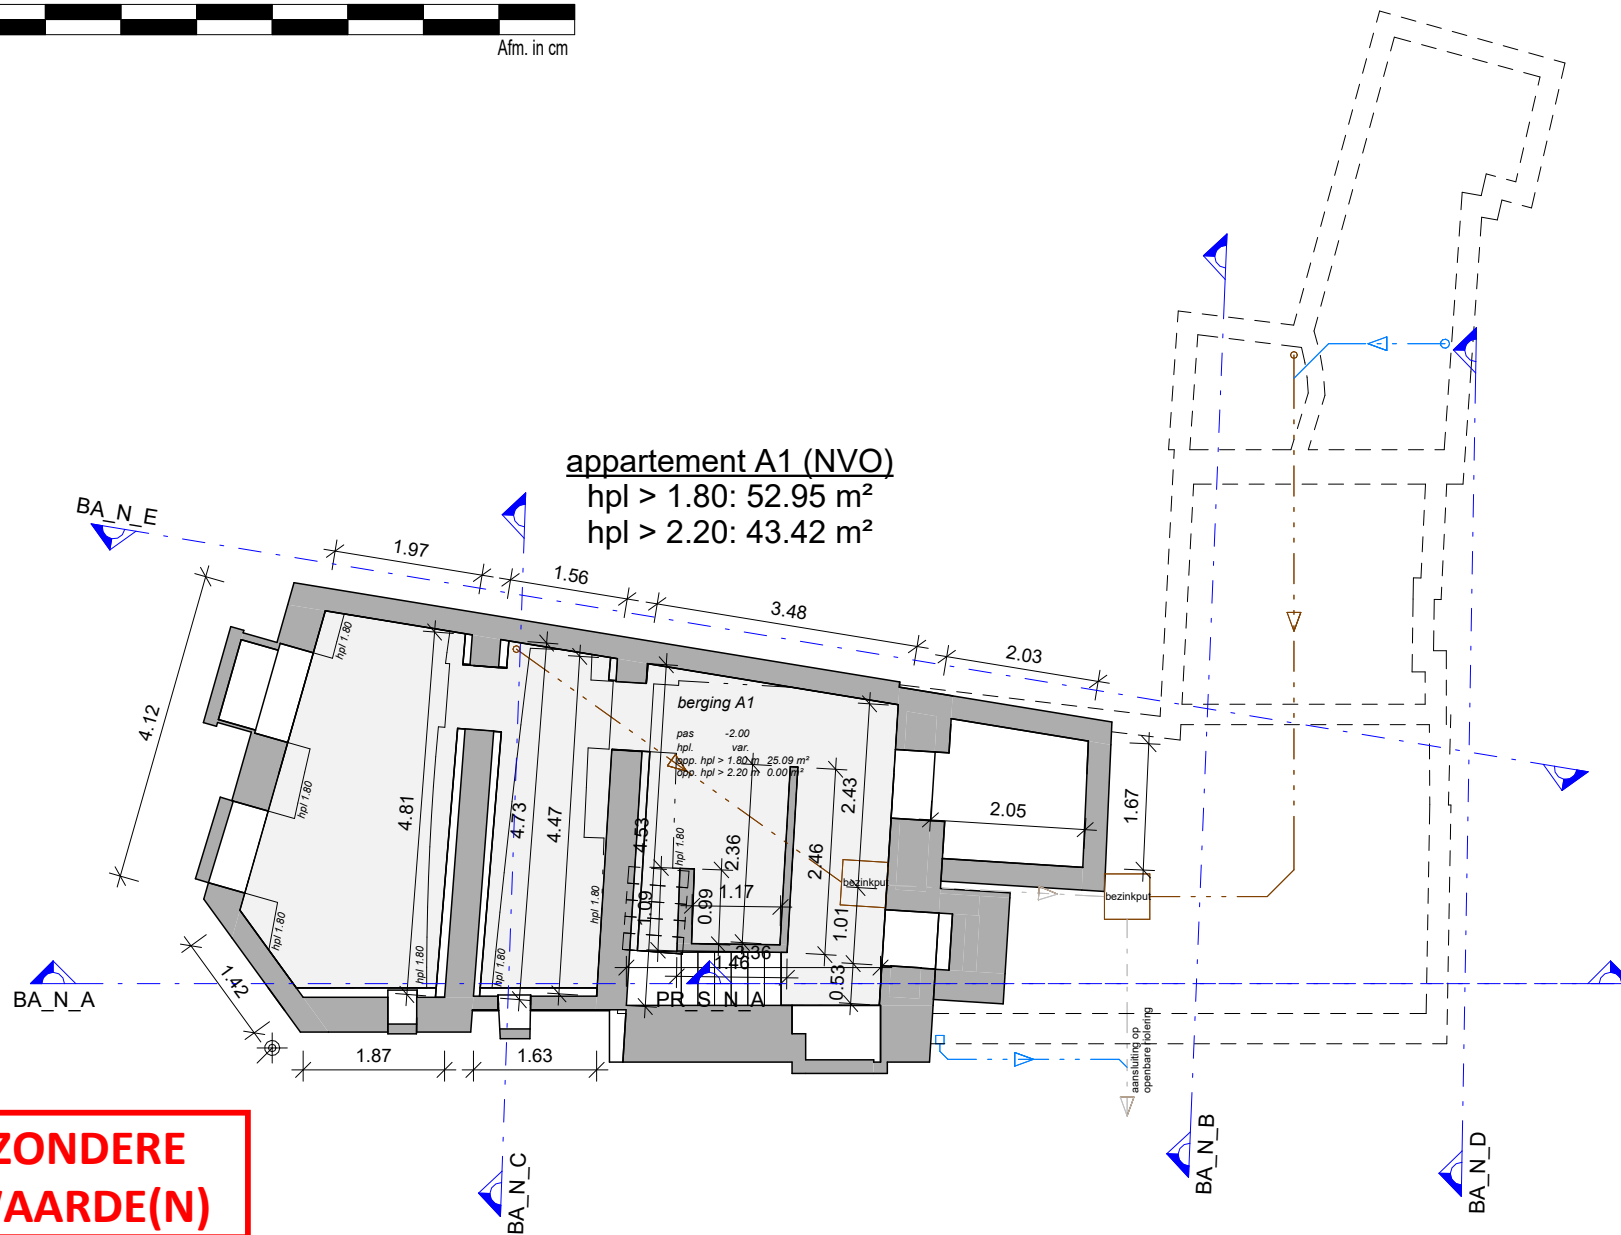 Afm. in cm
appartement A1 (NVO)
hpl > 1.80: 52.95 m²
hpl > 2.20: 43.42 m²
BA_N_E
1.97
1.56
3.48
2.03
4.12
hpl 1.80
berging A1
pas -2.00
hpl. var.
opp. hpl > 1.80 m 25.09 m²
opp. hpl > 2.20 m 0.00 m²
hpl 1.80
4.81
4.73
4.47
4.53
hpl 1.80
2.36
2.43
2.46
2.05
1.67
bezinkput
bezinkput
1.17
0.99
1.09
1.01
hpl 1.80
hpl 1.80
hpl 1.80
hpl 1.80
3.36
1.46
0.53
1.42
BA_N_A
PR_S_N_A
aansluiting op
openbare riolering
1.87
1.63
BA_N_C
BA_N_B
BA_N_D
ZONDERE
AARDE(N)